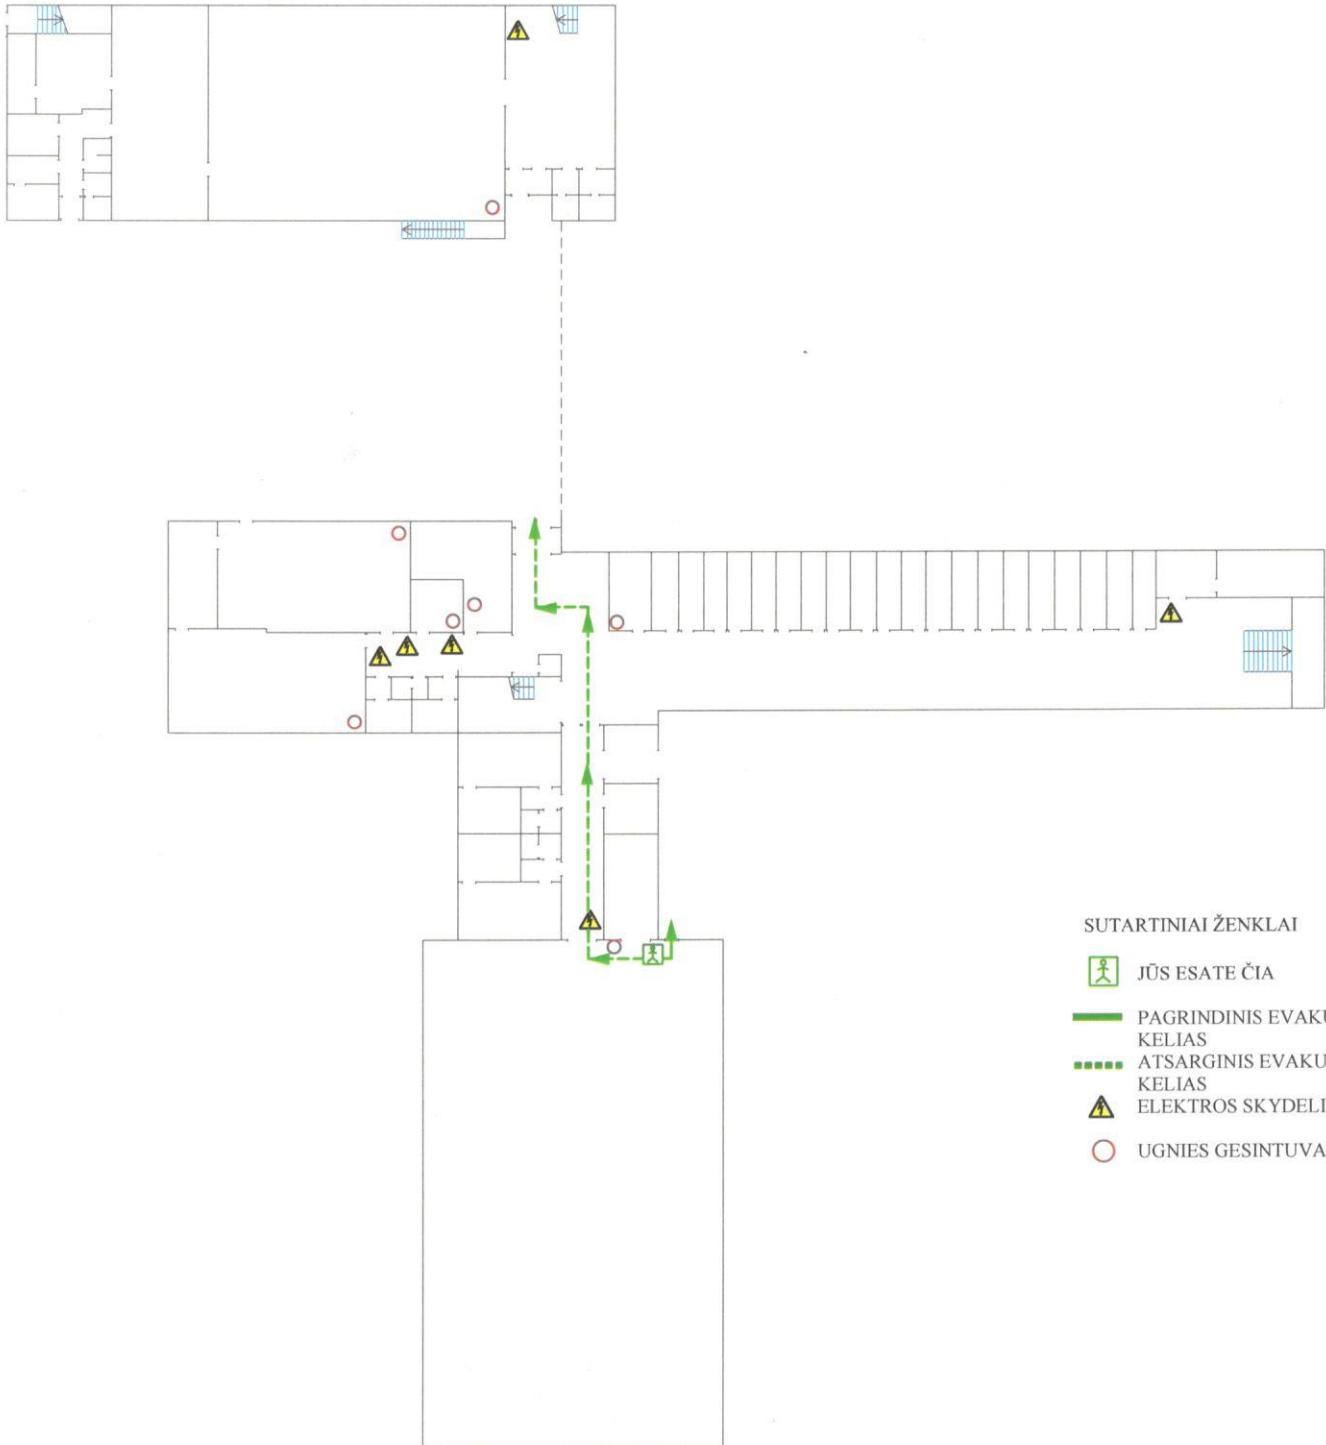 SUTARTINIAI ŽENKLAI
JŪS ESATE ČIA
PAGRINDINIS EVAKU
KELIAS
ATSARGINIS EVAKU
KELIAS
ELEKTROS SKYDELI
UGNIES GESINTUVA